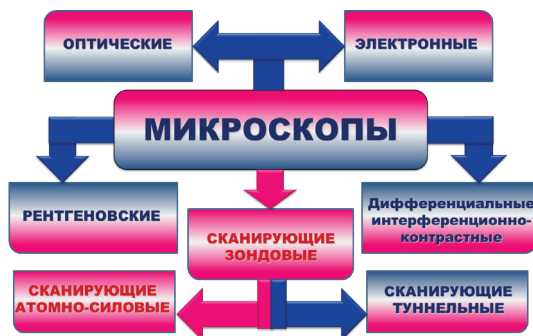 ОПТИЧЕСКИЕ
ЭЛЕКТРОННЫЕ
МИКРОСКОПЫ
РЕНТГЕНОВСКИЕ
Дифференциальные
интерференционно-
контрастные
СКАНИРУЮЩИЕ
ЗОНДОВЫЕ
СКАНИРУЮЩИЕ
АТОМНО-СИЛОВЫЕ
СКАНИРУЮЩИЕ
ТУННЕЛЬНЫЕ